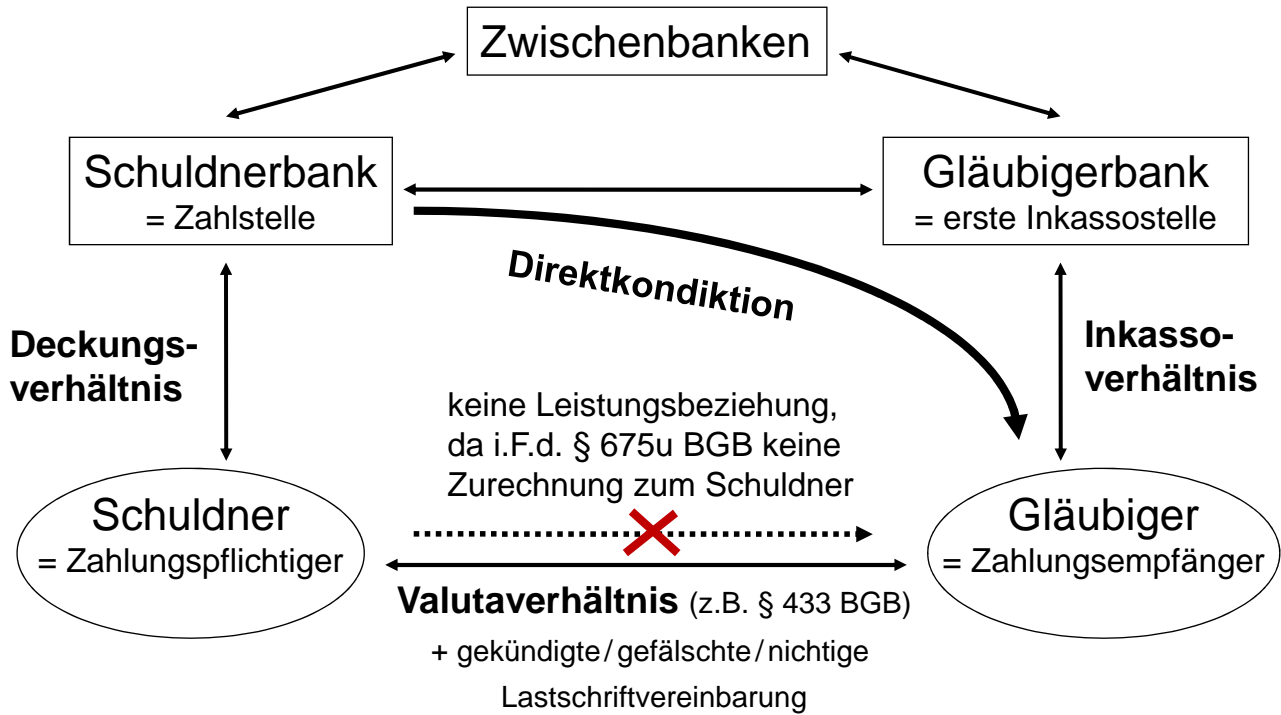 Zwischenbanken
Schuldnerbank
= Zahlstelle
Gläubigerbank
= erste Inkassostelle
Direktkondiktion
Deckungs-
verhältnis
Inkasso-
verhältnis
keine Leistungsbeziehung,
da i.F.d. § 675u BGB keine
Zurechnung zum Schuldner
Schuldner
= Zahlungspflichtiger
Gläubiger
= Zahlungsempfänger
Valutaverhältnis (z.B. § 433 BGB)
+ gekündigte/gefälschte/nichtige
Lastschriftvereinbarung